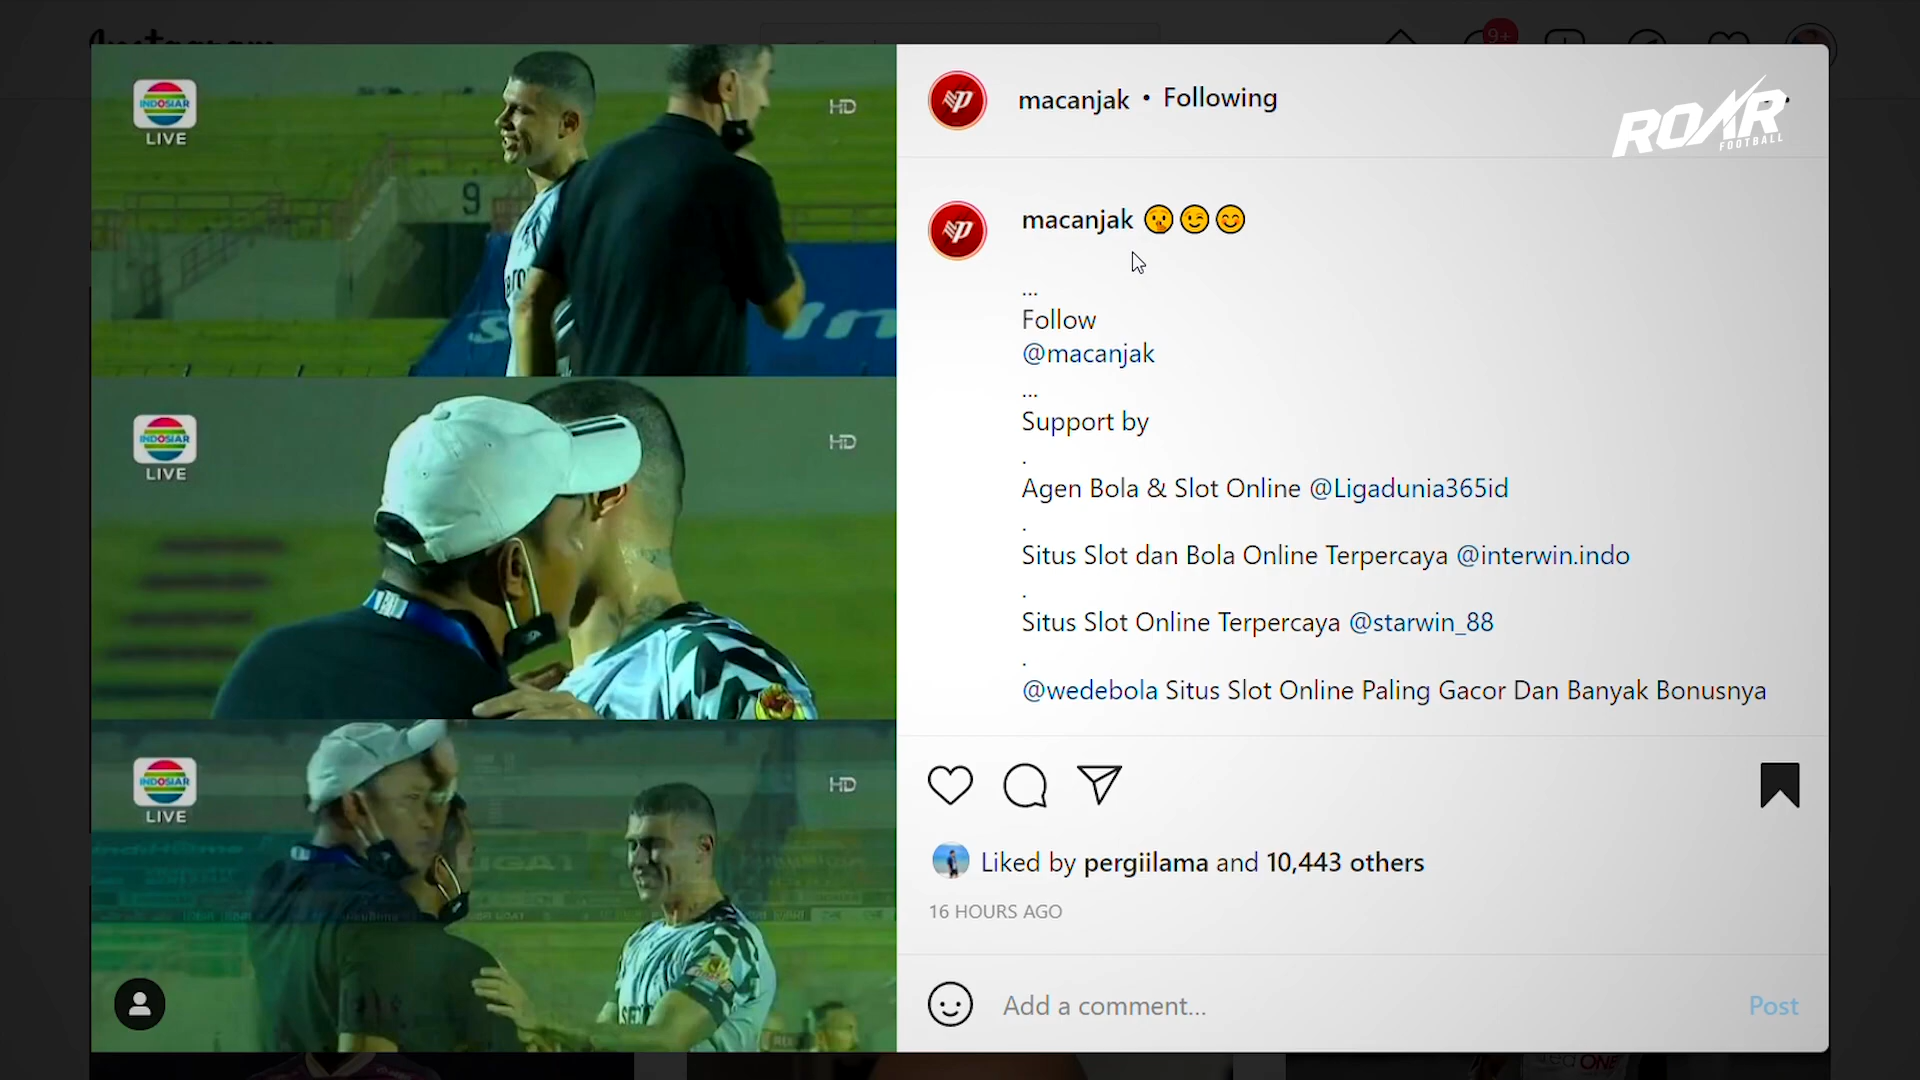 Instagram
9+
INDOSIAR
LIVE
HD
9
INDOSIAR
LIVE
HD
INDOSIAR
LIVE
HD
macanjak • Following
ROAR
FOOTBALL
macanjak 🤫😉😊
...
Follow
@macanjak
...
Support by
.
Agen Bola & Slot Online @Ligadunia365id
.
Situs Slot dan Bola Online Terpercaya @interwin.indo
.
Situs Slot Online Terpercaya @starwin_88
.
@wedebola Situs Slot Online Paling Gacor Dan Banyak Bonusnya
Liked by pergiilama and 10,443 others
16 HOURS AGO
Add a comment...
Post